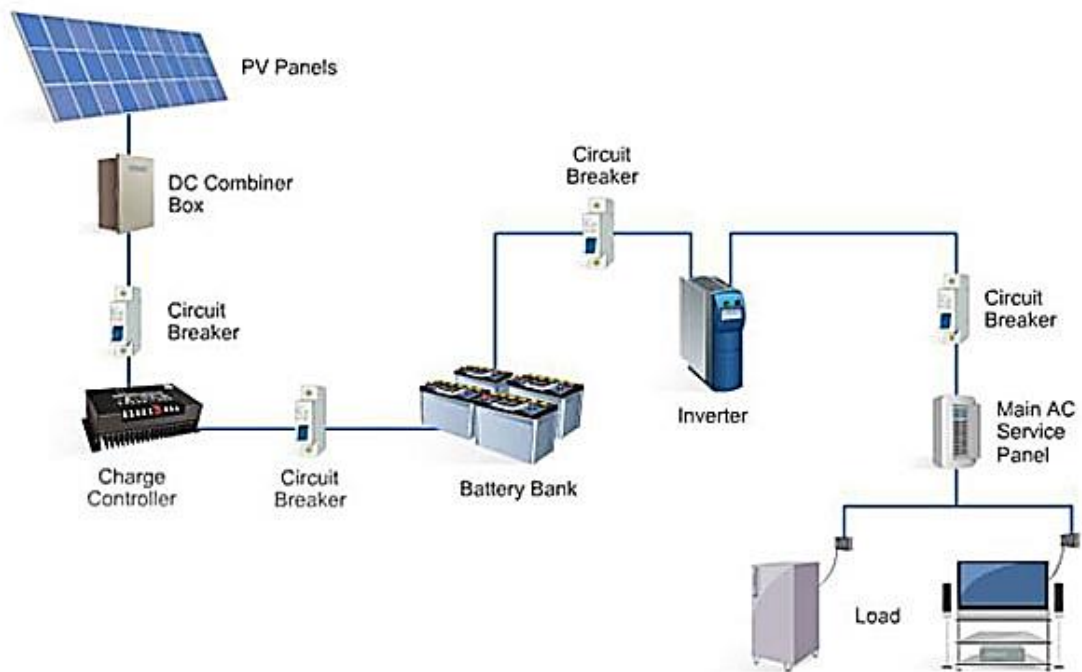 PV Panels
DC Combiner
Box
Circuit
Breaker
Charge
Controller
Circuit
Breaker
Battery Bank
Circuit
Breaker
Inverter
Circuit
Breaker
Main AC
Service
Panel
Load